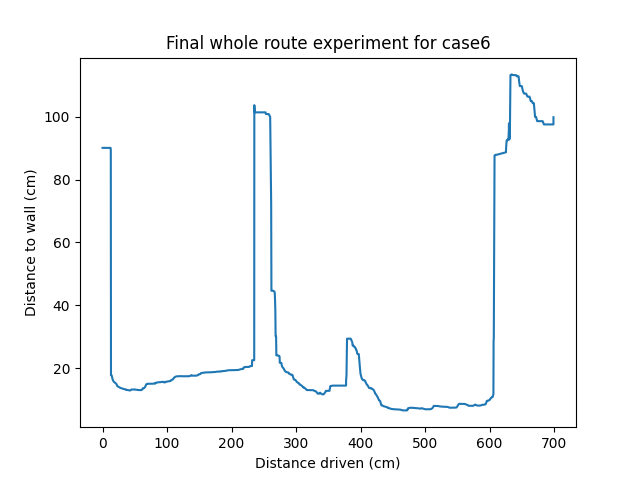 Final whole route experiment for case6
Distance to wall (cm)
100
80
60
40
20
0 100 200 300 400 500 600 700
Distance driven (cm)